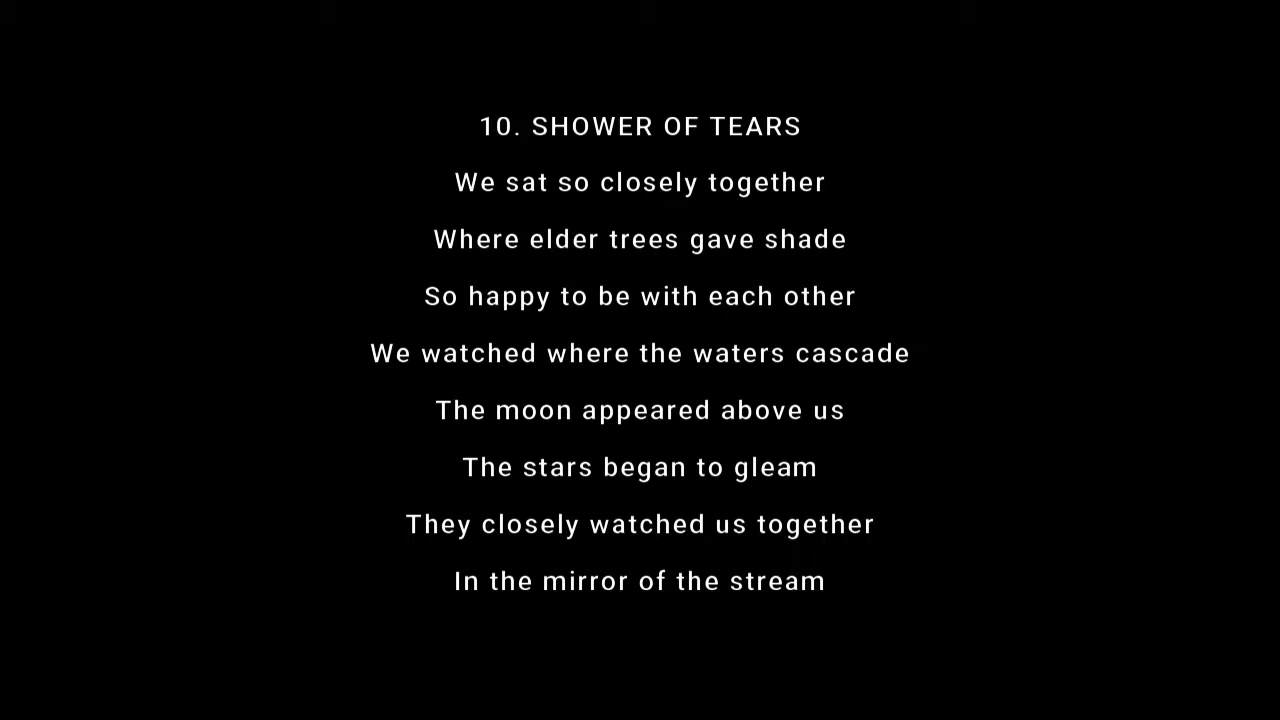 10. SHOWER OF TEARS
We sat so closely together
Where elder trees gave shade
So happy to be with each other
We watched where the waters cascade
The moon appeared above us
The stars began to gleam
They closely watched us together
In the mirror of the stream